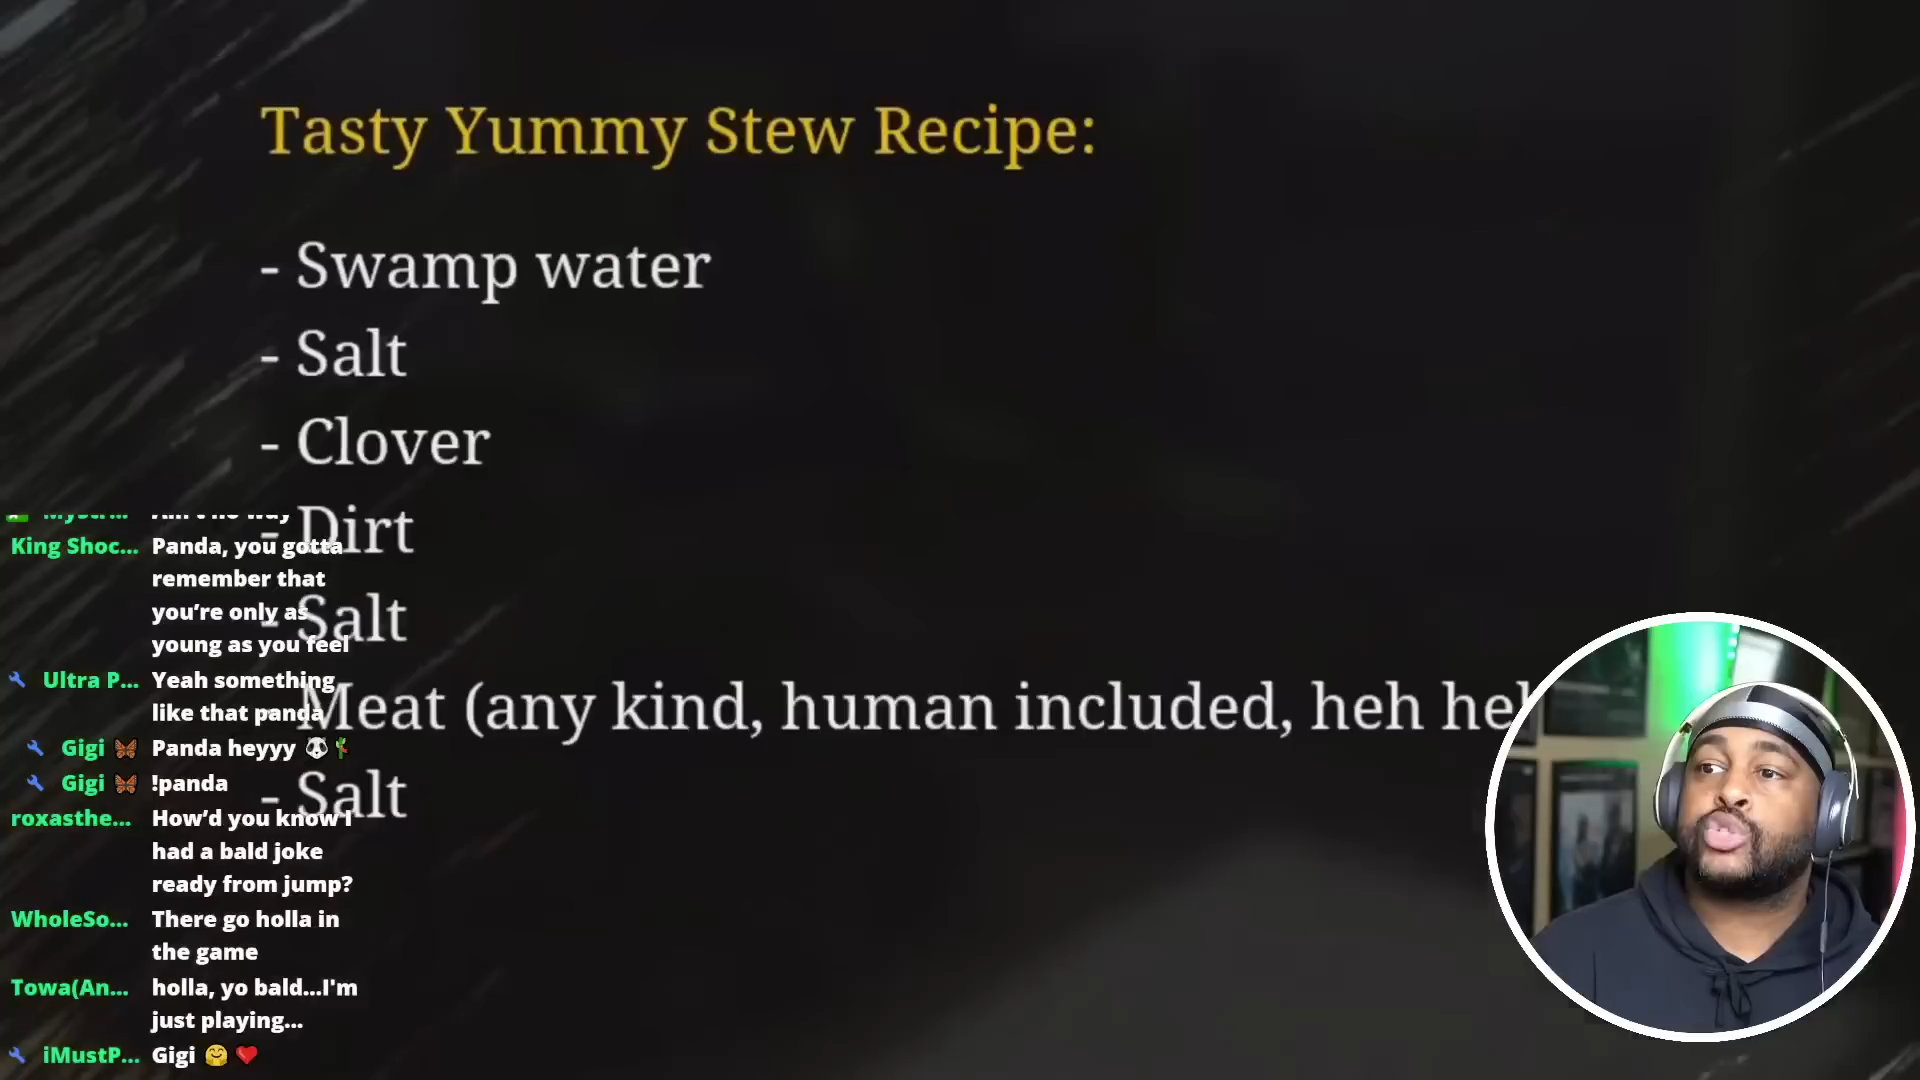 Tasty Yummy Stew Recipe:
- Swamp water
- Salt
- Clover
- Dirt
- Salt
- Meat (any kind, human included, heh he
- Salt
King Shoc... Panda, you gotta
remember that
you’re only as
young as you feel
Ultra P... Yeah something
like that panda
Gigi 🦋 Panda heyyy 🐼🎋
Gigi 🦋 !panda
roxasthe... How’d you know I
had a bald joke
ready from jump?
WholeSo... There go holla in
the game
Towa(An... holla, yo bald...I'm
just playing...
iMustP... Gigi 🤗 ❤️